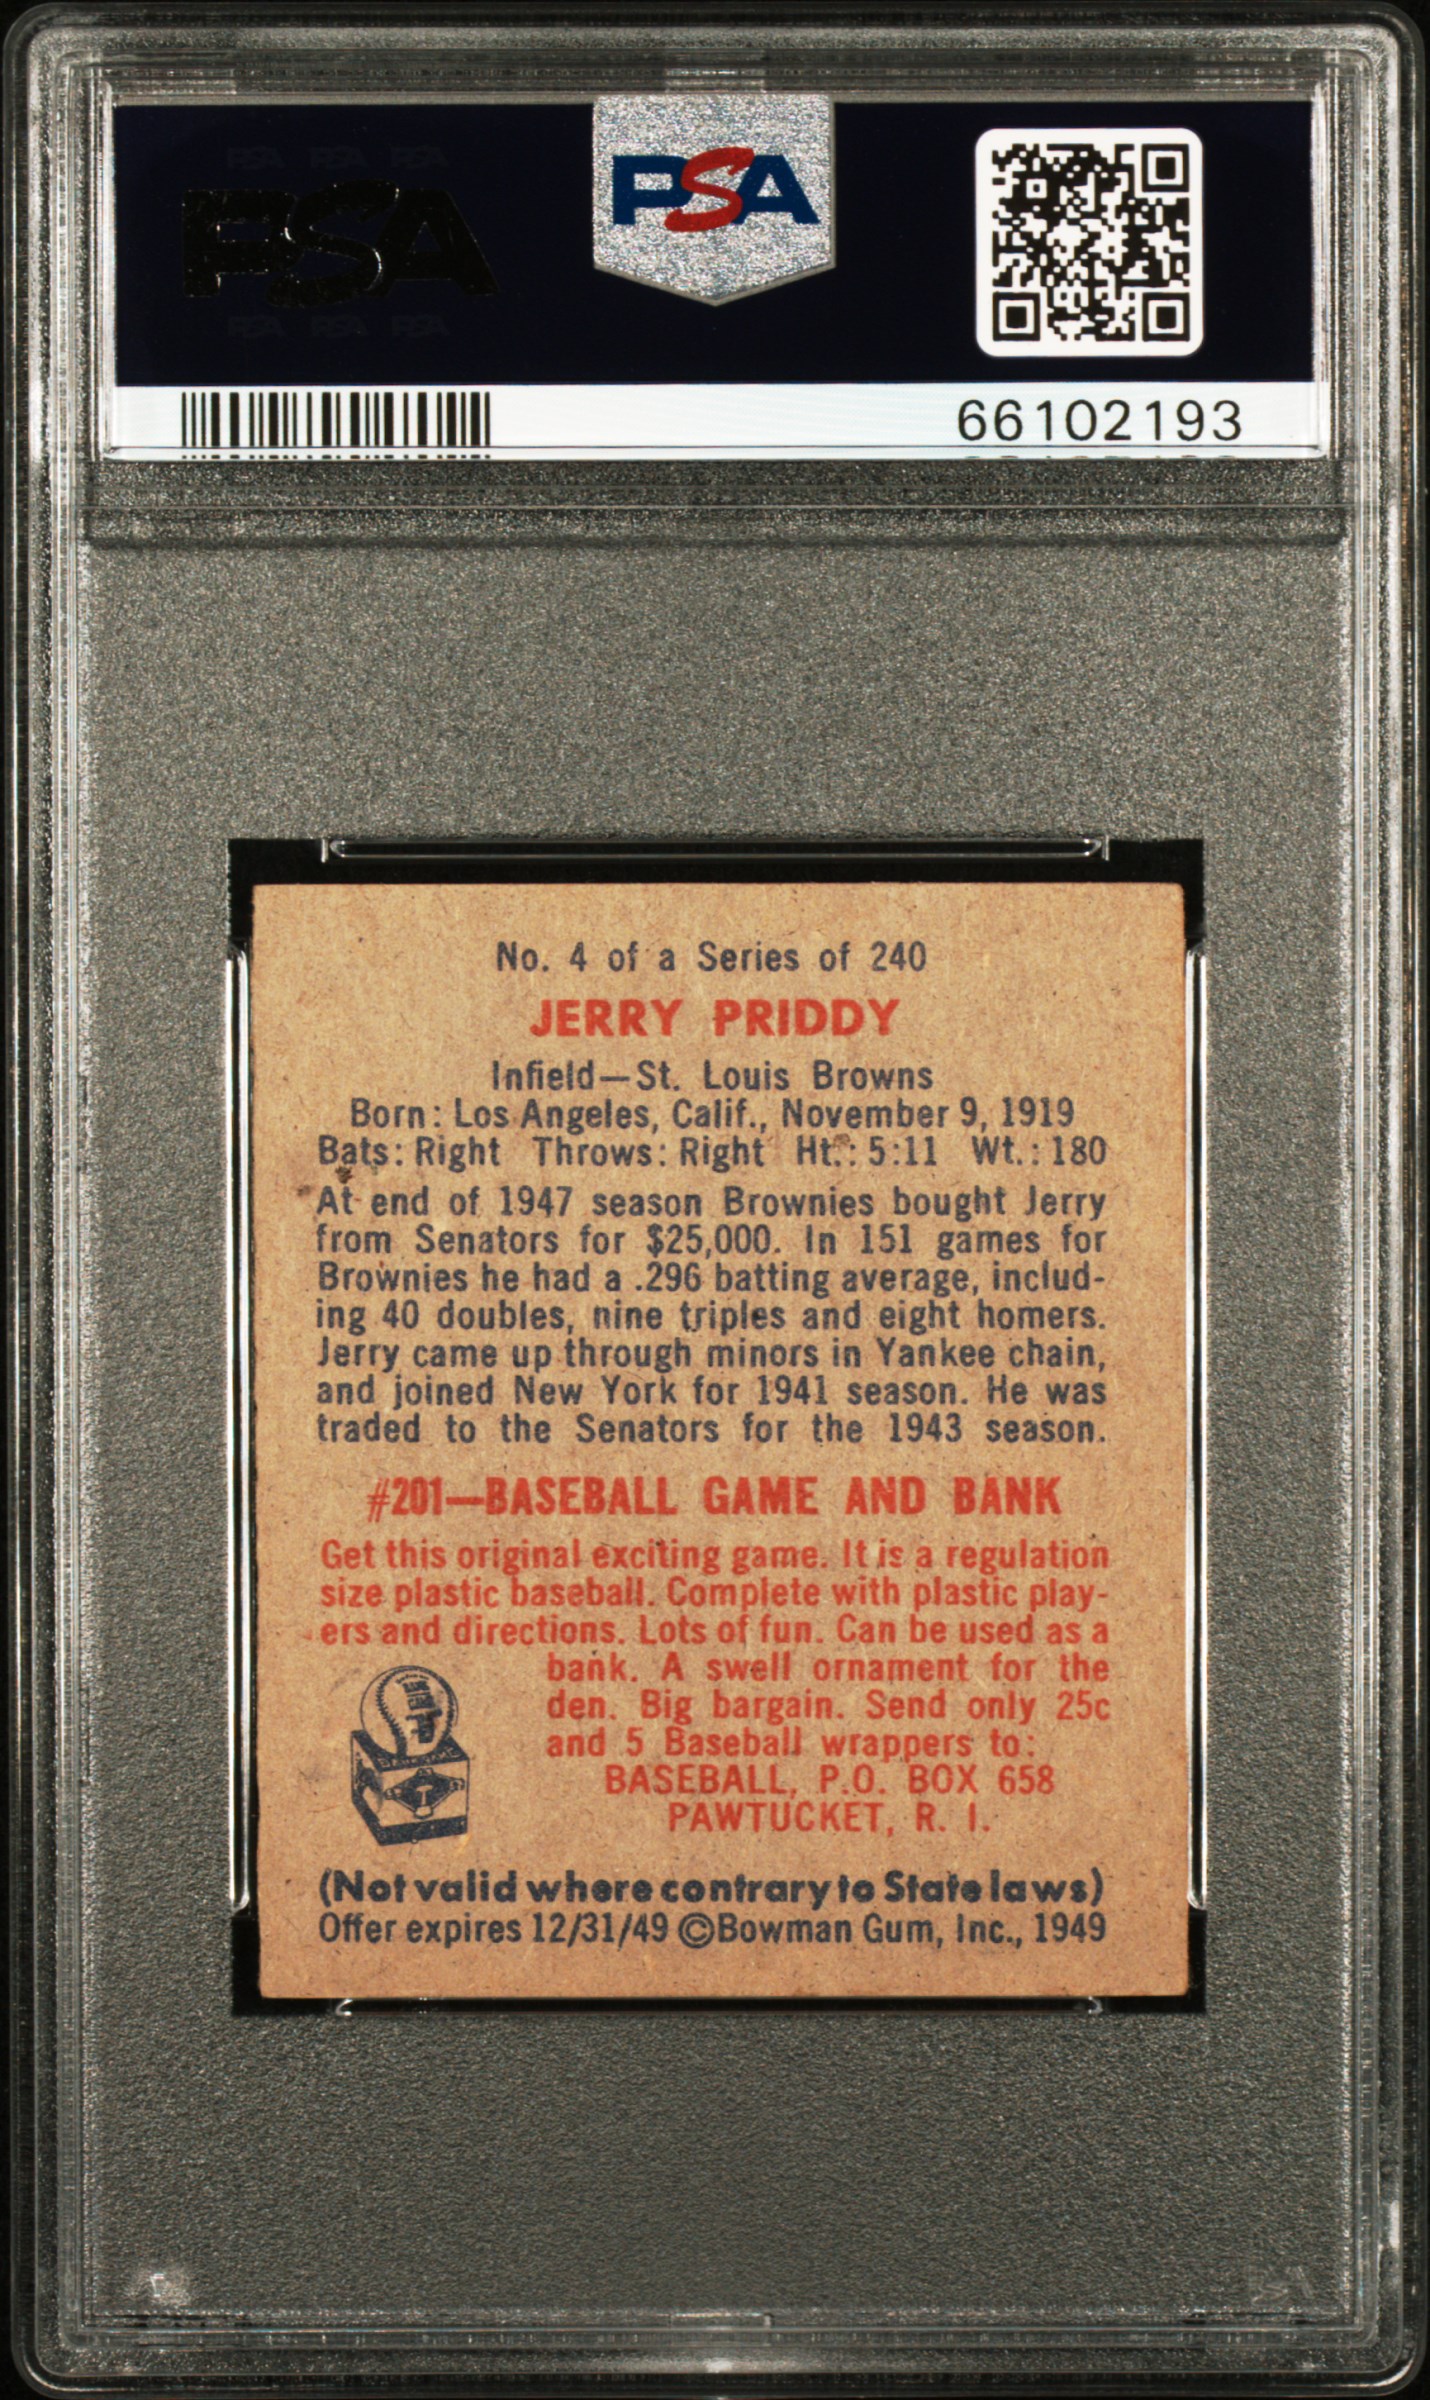 PSA PSA PSA
PSA
PSA PSA PSA
PSA
66102193
No. 4 of a Series of 240
JERRY PRIDDY
Infield—St. Louis Browns
Born: Los Angeles, Calif., November 9, 1919
Bats: Right Throws: Right Ht.: 5:11 Wt.: 180
At end of 1947 season Brownies bought Jerry
from Senators for $25,000. In 151 games for
Brownies he had a .296 batting average, includ-
ing 40 doubles, nine triples and eight homers.
Jerry came up through minors in Yankee chain,
and joined New York for 1941 season. He was
traded to the Senators for the 1943 season.
#201—BASEBALL GAME AND BANK
Get this original exciting game. It is a regulation
size plastic baseball. Complete with plastic play-
ers and directions. Lots of fun. Can be used as a
bank. A swell ornament for the
den. Big bargain. Send only 25c
and 5 Baseball wrappers to:
BASEBALL, P.O. BOX 658
PAWTUCKET, R. I.
(Not valid where contrary to State laws)
Offer expires 12/31/49 ©Bowman Gum, Inc., 1949
PSA